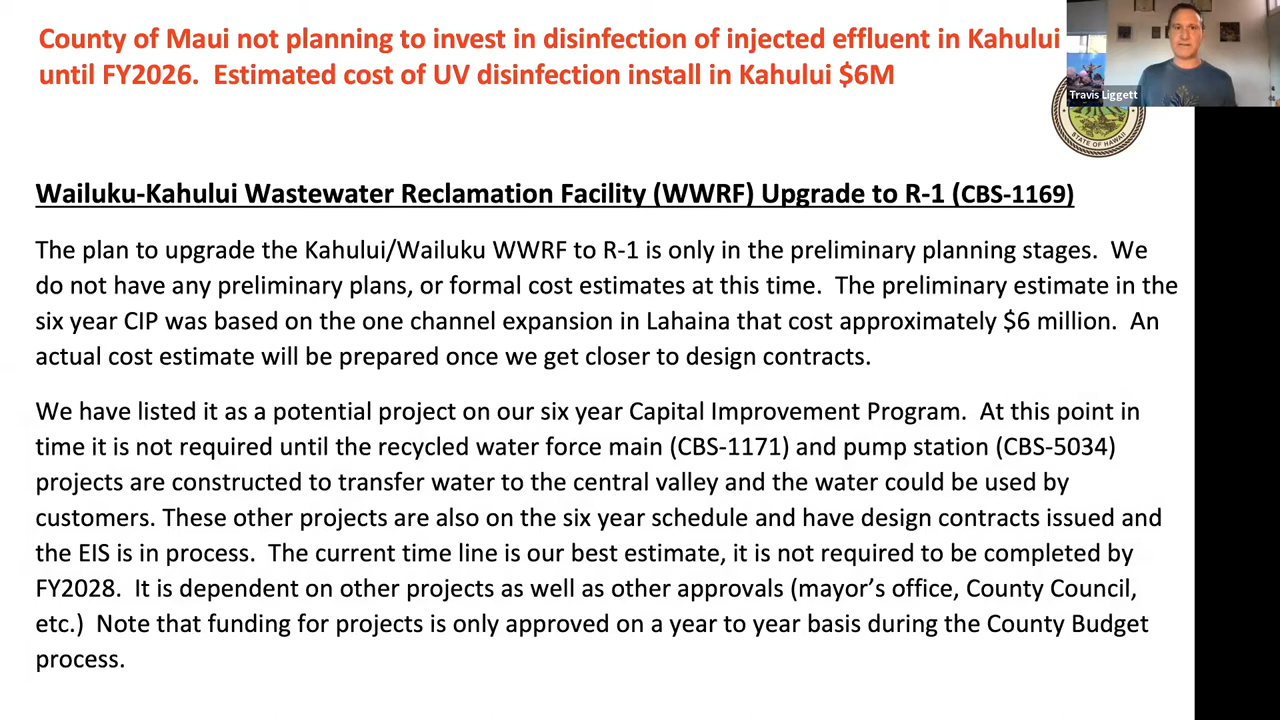 County of Maui not planning to invest in disinfection of injected effluent in Kahului
until FY2026.  Estimated cost of UV disinfection install in Kahului $6M
Travis Liggett
STATE OF HAWAII
Wailuku-Kahului Wastewater Reclamation Facility (WWRF) Upgrade to R-1 (CBS-1169)
The plan to upgrade the Kahului/Wailuku WWRF to R-1 is only in the preliminary planning stages.  We
do not have any preliminary plans, or formal cost estimates at this time.  The preliminary estimate in the
six year CIP was based on the one channel expansion in Lahaina that cost approximately $6 million.  An
actual cost estimate will be prepared once we get closer to design contracts.
We have listed it as a potential project on our six year Capital Improvement Program.  At this point in
time it is not required until the recycled water force main (CBS-1171) and pump station (CBS-5034)
projects are constructed to transfer water to the central valley and the water could be used by
customers. These other projects are also on the six year schedule and have design contracts issued and
the EIS is in process.  The current time line is our best estimate, it is not required to be completed by
FY2028.  It is dependent on other projects as well as other approvals (mayor's office, County Council,
etc.)  Note that funding for projects is only approved on a year to year basis during the County Budget
process.